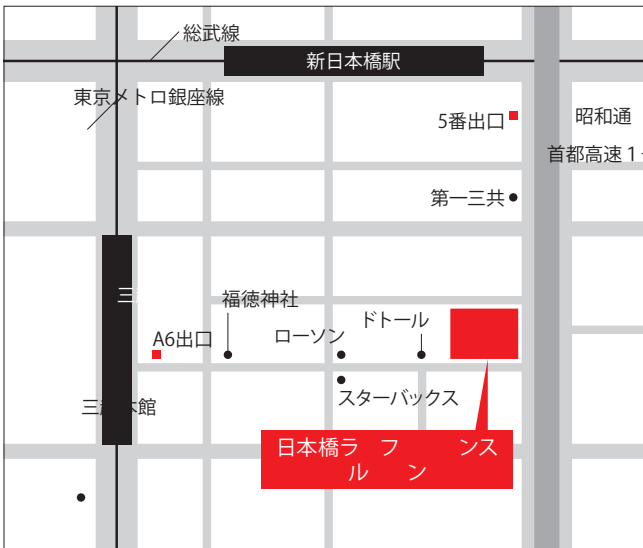 総武線
新日本橋駅
東京メトロ銀座線
5番出口
昭和通
首都高速1
第一三共
三
福徳神社
ドトール
A6出口
ローソン
スターバックス
三 本館
日本橋ラ フ ンス
ル ン